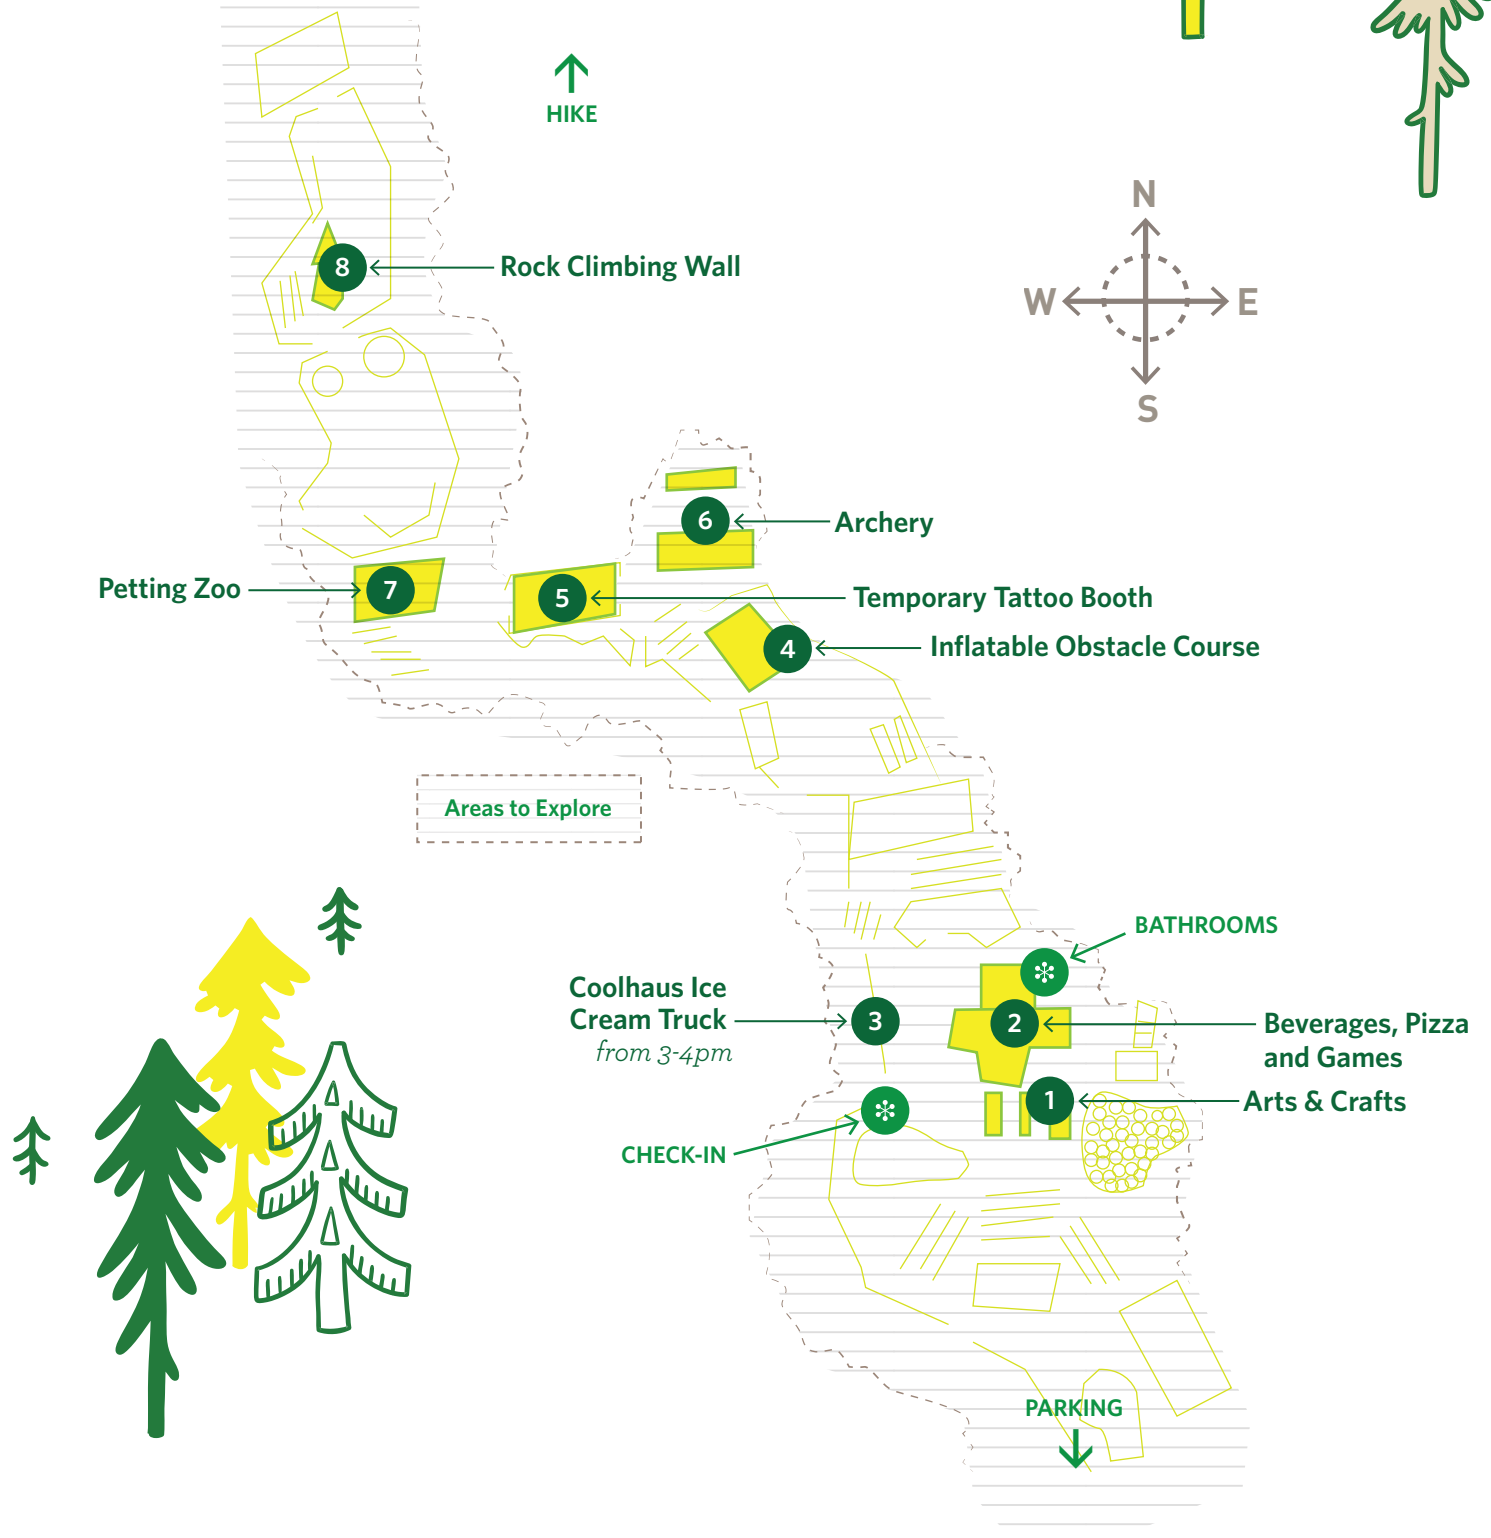 HIKE
N
W
E
S
8
Rock Climbing Wall
6
Archery
Petting Zoo
7
5
Temporary Tattoo Booth
4
Inflatable Obstacle Course
Areas to Explore
BATHROOMS
Coolhaus Ice
Cream Truck
from 3-4pm
3
2
Beverages, Pizza
and Games
1
Arts & Crafts
CHECK-IN
PARKING